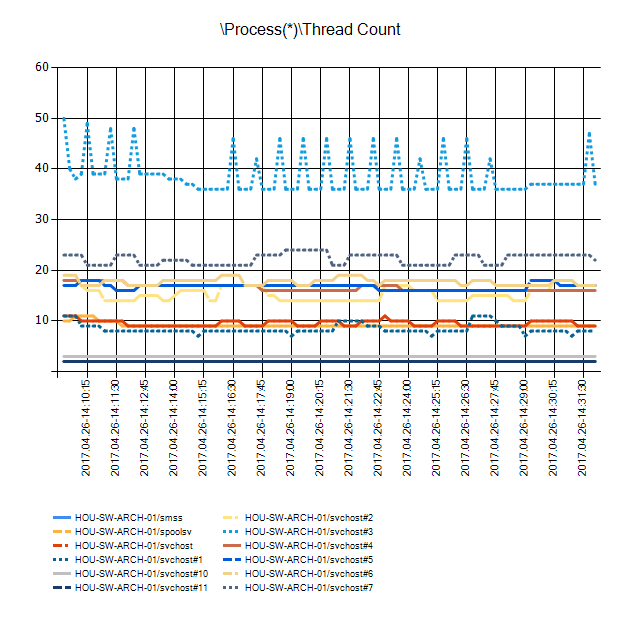 \Process(*)\Thread Count
60
50
40
30
20
10
2017.04.26-14:10:15
2017.04.26-14:11:30
2017.04.26-14:12:45
2017.04.26-14:14:00
2017.04.26-14:15:15
2017.04.26-14:16:30
2017.04.26-14:17:45
2017.04.26-14:19:00
2017.04.26-14:20:15
2017.04.26-14:21:30
2017.04.26-14:22:45
2017.04.26-14:24:00
2017.04.26-14:25:15
2017.04.26-14:26:30
2017.04.26-14:27:45
2017.04.26-14:29:00
2017.04.26-14:30:15
2017.04.26-14:31:30
HOU-SW-ARCH-01/smss
HOU-SW-ARCH-01/spoolsv
HOU-SW-ARCH-01/svchost
HOU-SW-ARCH-01/svchost#1
HOU-SW-ARCH-01/svchost#10
HOU-SW-ARCH-01/svchost#11
HOU-SW-ARCH-01/svchost#2
HOU-SW-ARCH-01/svchost#3
HOU-SW-ARCH-01/svchost#4
HOU-SW-ARCH-01/svchost#5
HOU-SW-ARCH-01/svchost#6
HOU-SW-ARCH-01/svchost#7